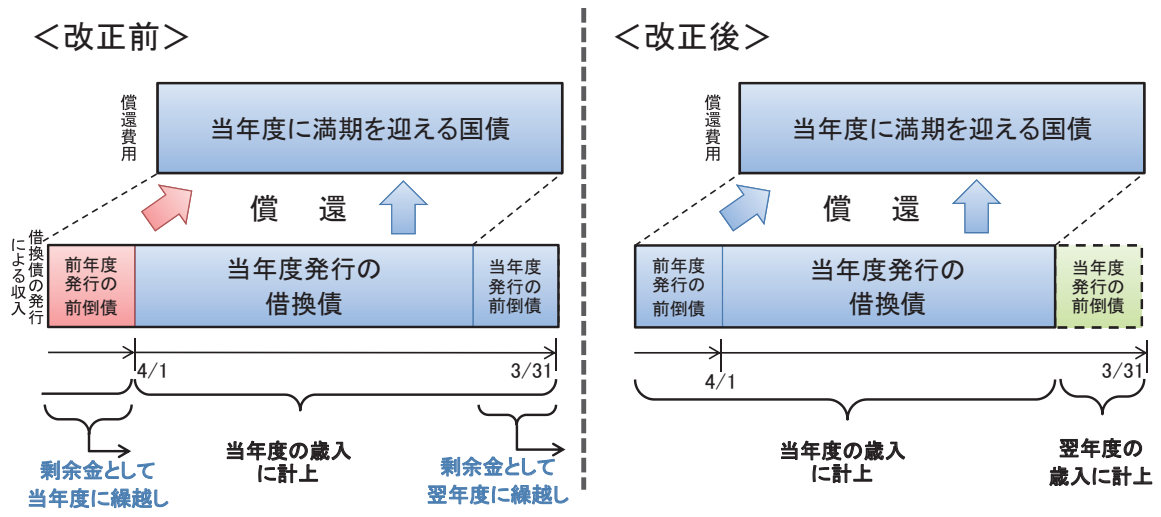 ＜改正前＞
償還費用
当年度に満期を迎える国債
償　還
借換債の発行
による収入
前年度
発行の
前倒債
当年度発行の
借換債
当年度
発行の
前倒債
4/1
3/31
剰余金として
当年度に繰越し
当年度の歳入
に計上
剰余金として
翌年度に繰越し
＜改正後＞
償還費用
当年度に満期を迎える国債
償　還
前年度
発行の
前倒債
当年度発行の
借換債
当年度
発行の
前倒債
4/1
3/31
当年度の歳入
に計上
翌年度の
歳入に計上